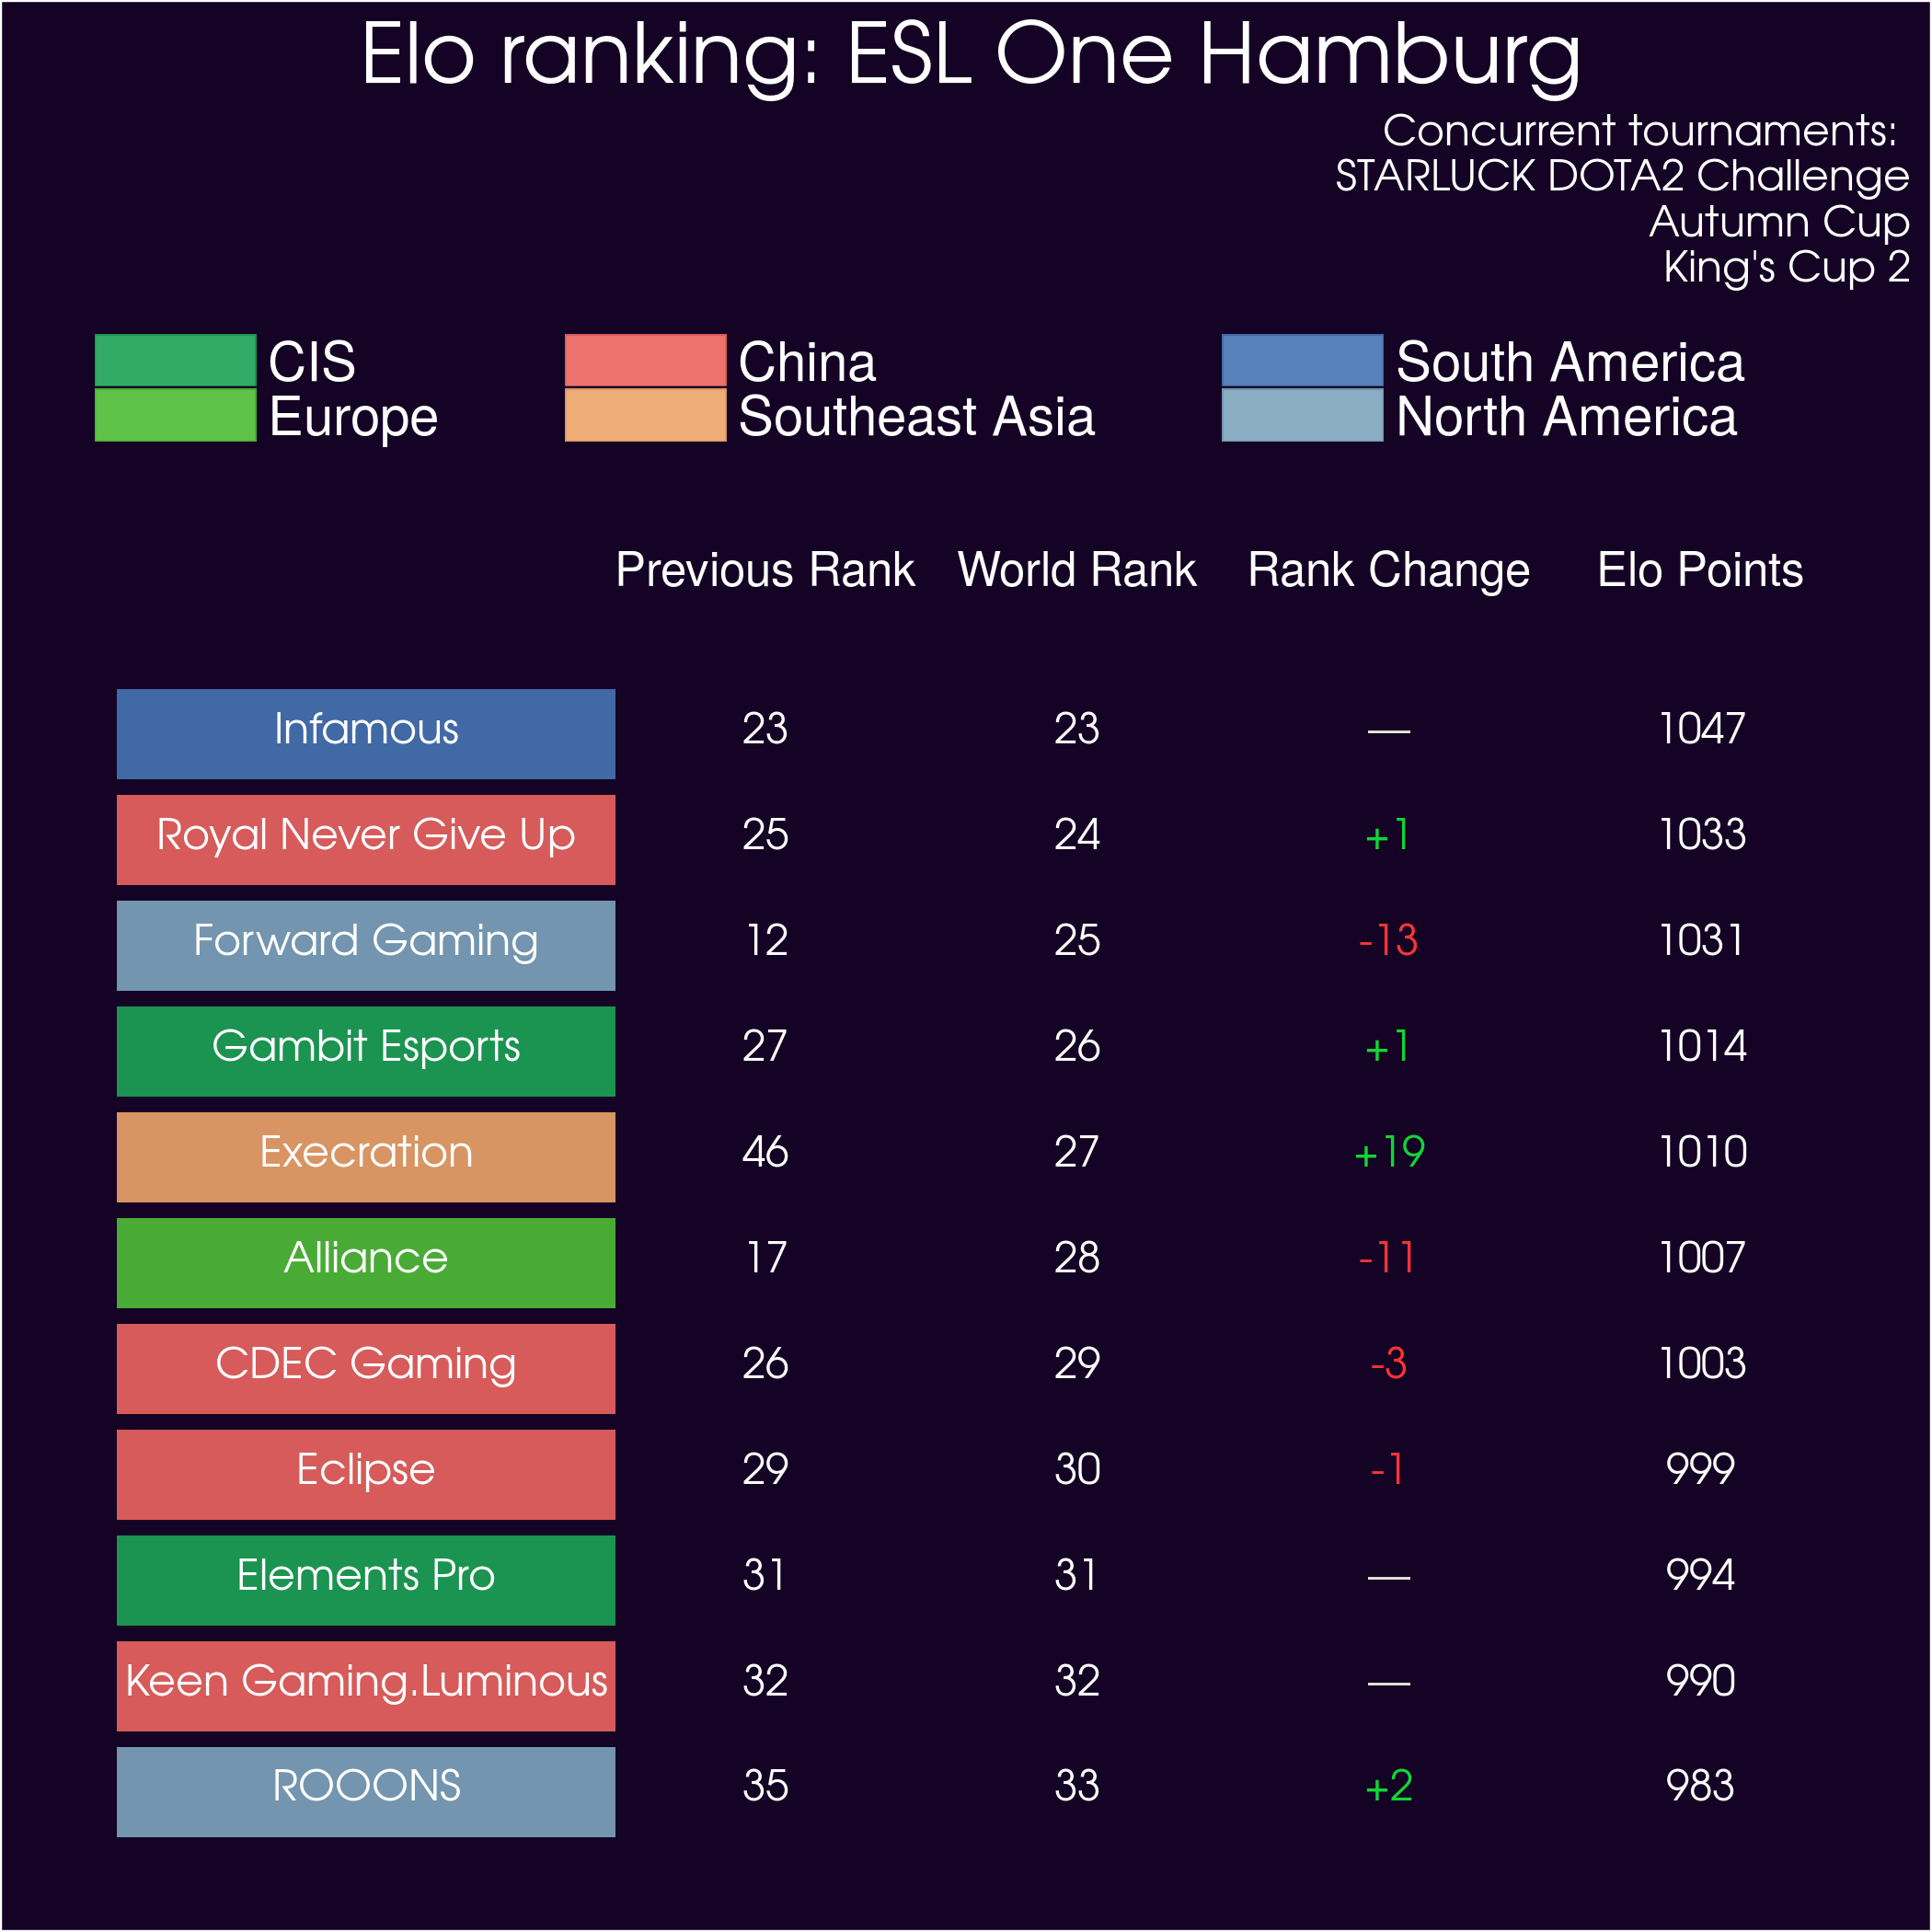 Elo ranking: ESL One Hamburg
Concurrent tournaments:
STARLUCK DOTA2 Challenge
Autumn Cup
King's Cup 2
CIS China South America
Europe Southeast Asia North America
Previous Rank World Rank Rank Change Elo Points
Infamous 23 23 — 1047
Royal Never Give Up 25 24 +1 1033
Forward Gaming 12 25 -13 1031
Gambit Esports 27 26 +1 1014
Execration 46 27 +19 1010
Alliance 17 28 -11 1007
CDEC Gaming 26 29 -3 1003
Eclipse 29 30 -1 999
Elements Pro 31 31 — 994
Keen Gaming.Luminous 32 32 — 990
ROOONS 35 33 +2 983